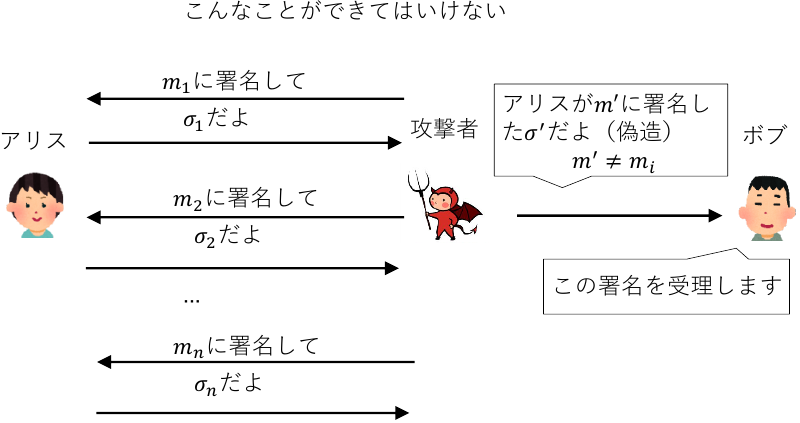 こんなことができてはいけない
アリス
m₁に署名して
σ₁だよ
m₂に署名して
σ₂だよ
...
mₙに署名して
σₙだよ
攻撃者
アリスがm′に署名し
たσ′だよ（偽造）
m′ ≠ mᵢ
ボブ
この署名を受理します